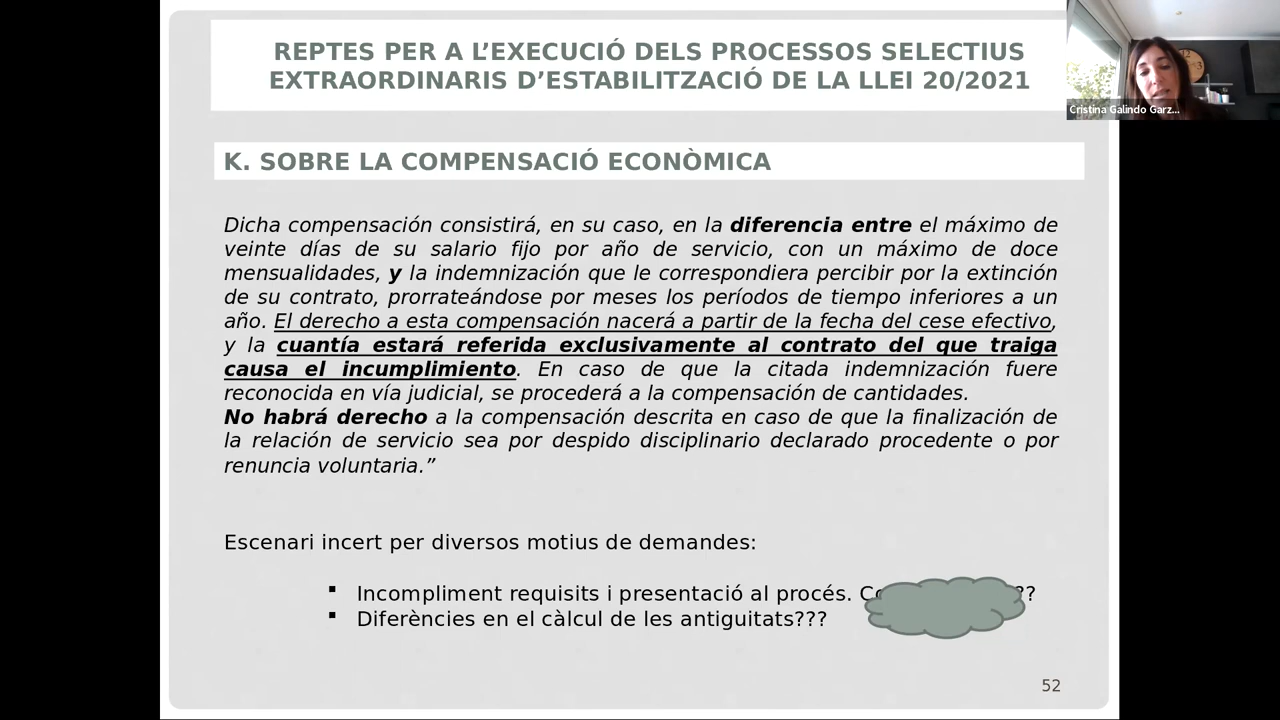 REPTES PER A L’EXECUCIÓ DELS PROCESSOS SELECTIUS
EXTRAORDINARIS D’ESTABILITZACIÓ DE LA LLEI 20/2021
Cristina Galindo Garz...
K. SOBRE LA COMPENSACIÓ ECONÒMICA
Dicha compensación consistirá, en su caso, en la diferencia entre el máximo de
veinte días de su salario fijo por año de servicio, con un máximo de doce
mensualidades, y la indemnización que le correspondiera percibir por la extinción
de su contrato, prorrateándose por meses los períodos de tiempo inferiores a un
año. El derecho a esta compensación nacerá a partir de la fecha del cese efectivo,
y la cuantía estará referida exclusivamente al contrato del que traiga
causa el incumplimiento. En caso de que la citada indemnización fuere
reconocida en vía judicial, se procederá a la compensación de cantidades.
No habrá derecho a la compensación descrita en caso de que la finalización de
la relación de servicio sea por despido disciplinario declarado procedente o por
renuncia voluntaria.”
Escenari incert per diversos motius de demandes:
▪ Incompliment requisits i presentació al procés. ??
▪ Diferències en el càlcul de les antiguitats???
52